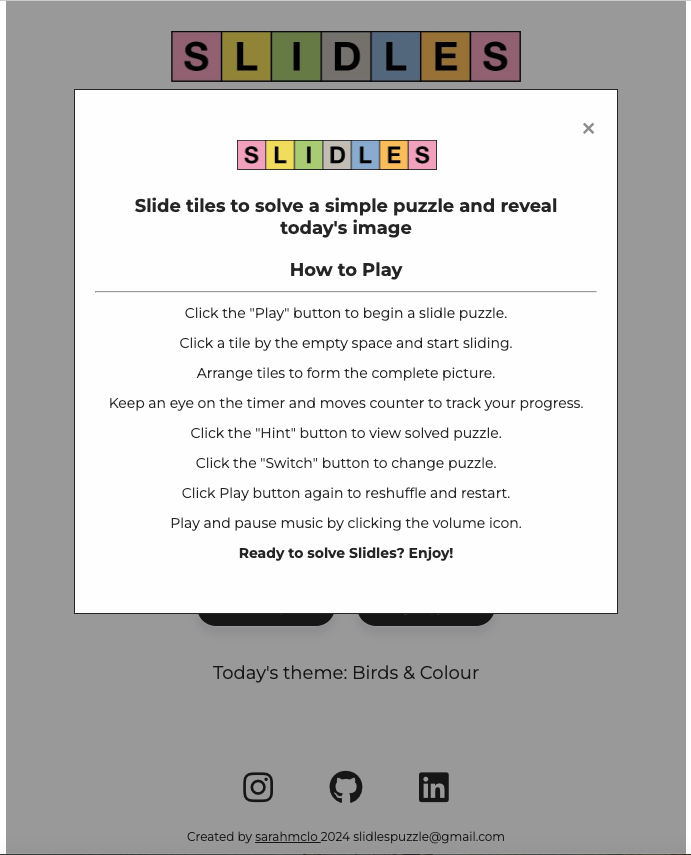 SLIDLES
SLIDLES
Slide tiles to solve a simple puzzle and reveal
today's image
How to Play
Click the "Play" button to begin a slidle puzzle.
Click a tile by the empty space and start sliding.
Arrange tiles to form the complete picture.
Keep an eye on the timer and moves counter to track your progress.
Click the "Hint" button to view solved puzzle.
Click the "Switch" button to change puzzle.
Click Play button again to reshuffle and restart.
Play and pause music by clicking the volume icon.
Ready to solve Slidles? Enjoy!
Today's theme: Birds & Colour
Created by sarahmclo 2024 slidlespuzzle@gmail.com